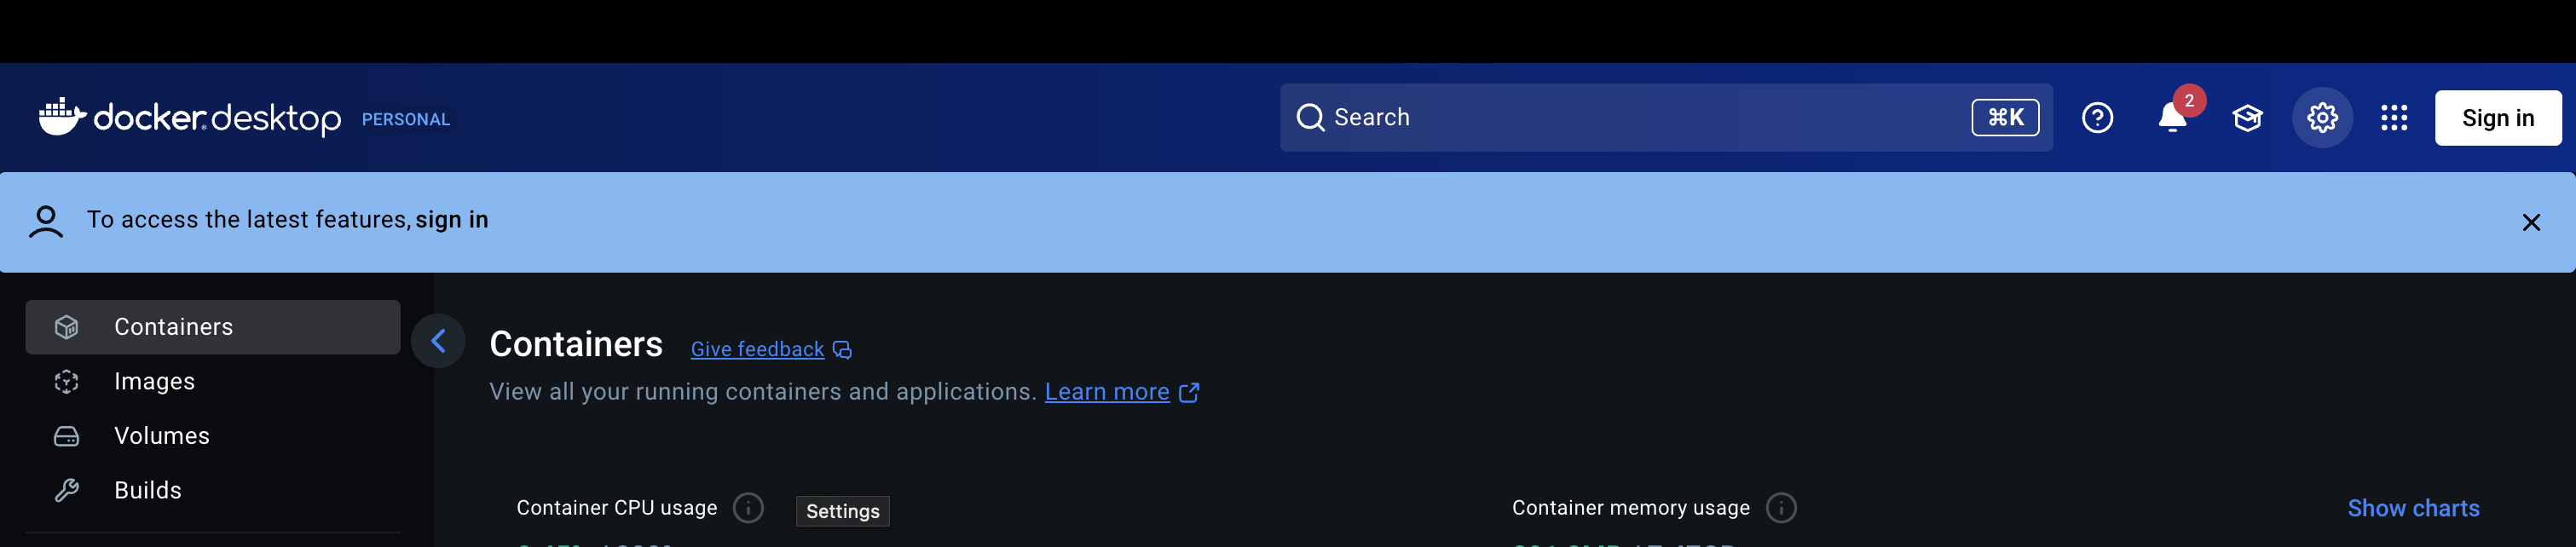 docker desktop PERSONAL
Search ⌘K
2
Sign in
To access the latest features, sign in
Containers
Images
Volumes
Builds
Containers Give feedback
View all your running containers and applications. Learn more
Container CPU usage
Settings
Container memory usage
Show charts